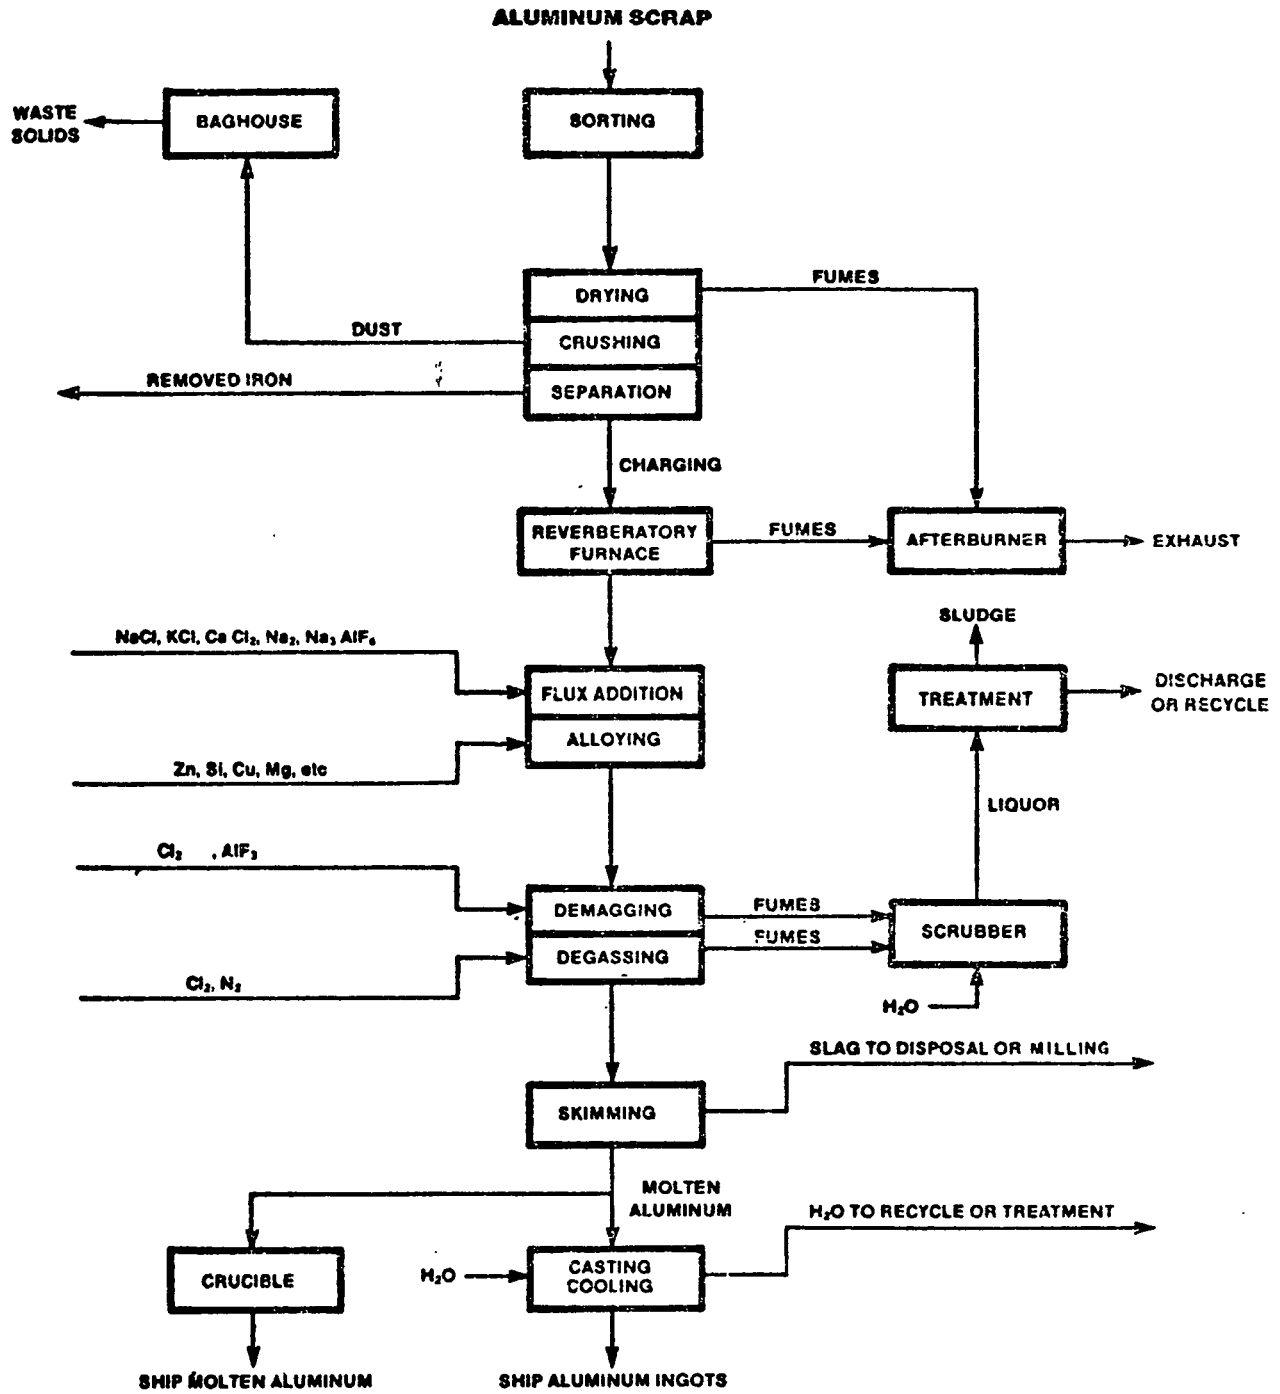 ALUMINUM SCRAP
WASTE
SOLIDS
BAGHOUSE
SORTING
DRYING
FUMES
DUST
CRUSHING
REMOVED IRON
SEPARATION
CHARGING
REVERBERATORY
FURNACE
FUMES
AFTERBURNER
EXHAUST
NaCl, KCl, Ca Cl₂, Na₂, Na₃ AlF₆
SLUDGE
FLUX ADDITION
TREATMENT
DISCHARGE
OR RECYCLE
ALLOYING
Zn, Si, Cu, Mg, etc
LIQUOR
Cl₂ , AlF₃
DEMAGGING
FUMES
SCRUBBER
FUMES
DEGASSING
Cl₂, N₂
H₂O
SLAG TO DISPOSAL OR MILLING
SKIMMING
MOLTEN
ALUMINUM
H₂O TO RECYCLE OR TREATMENT
CRUCIBLE
H₂O
CASTING
COOLING
SHIP MOLTEN ALUMINUM
SHIP ALUMINUM INGOTS